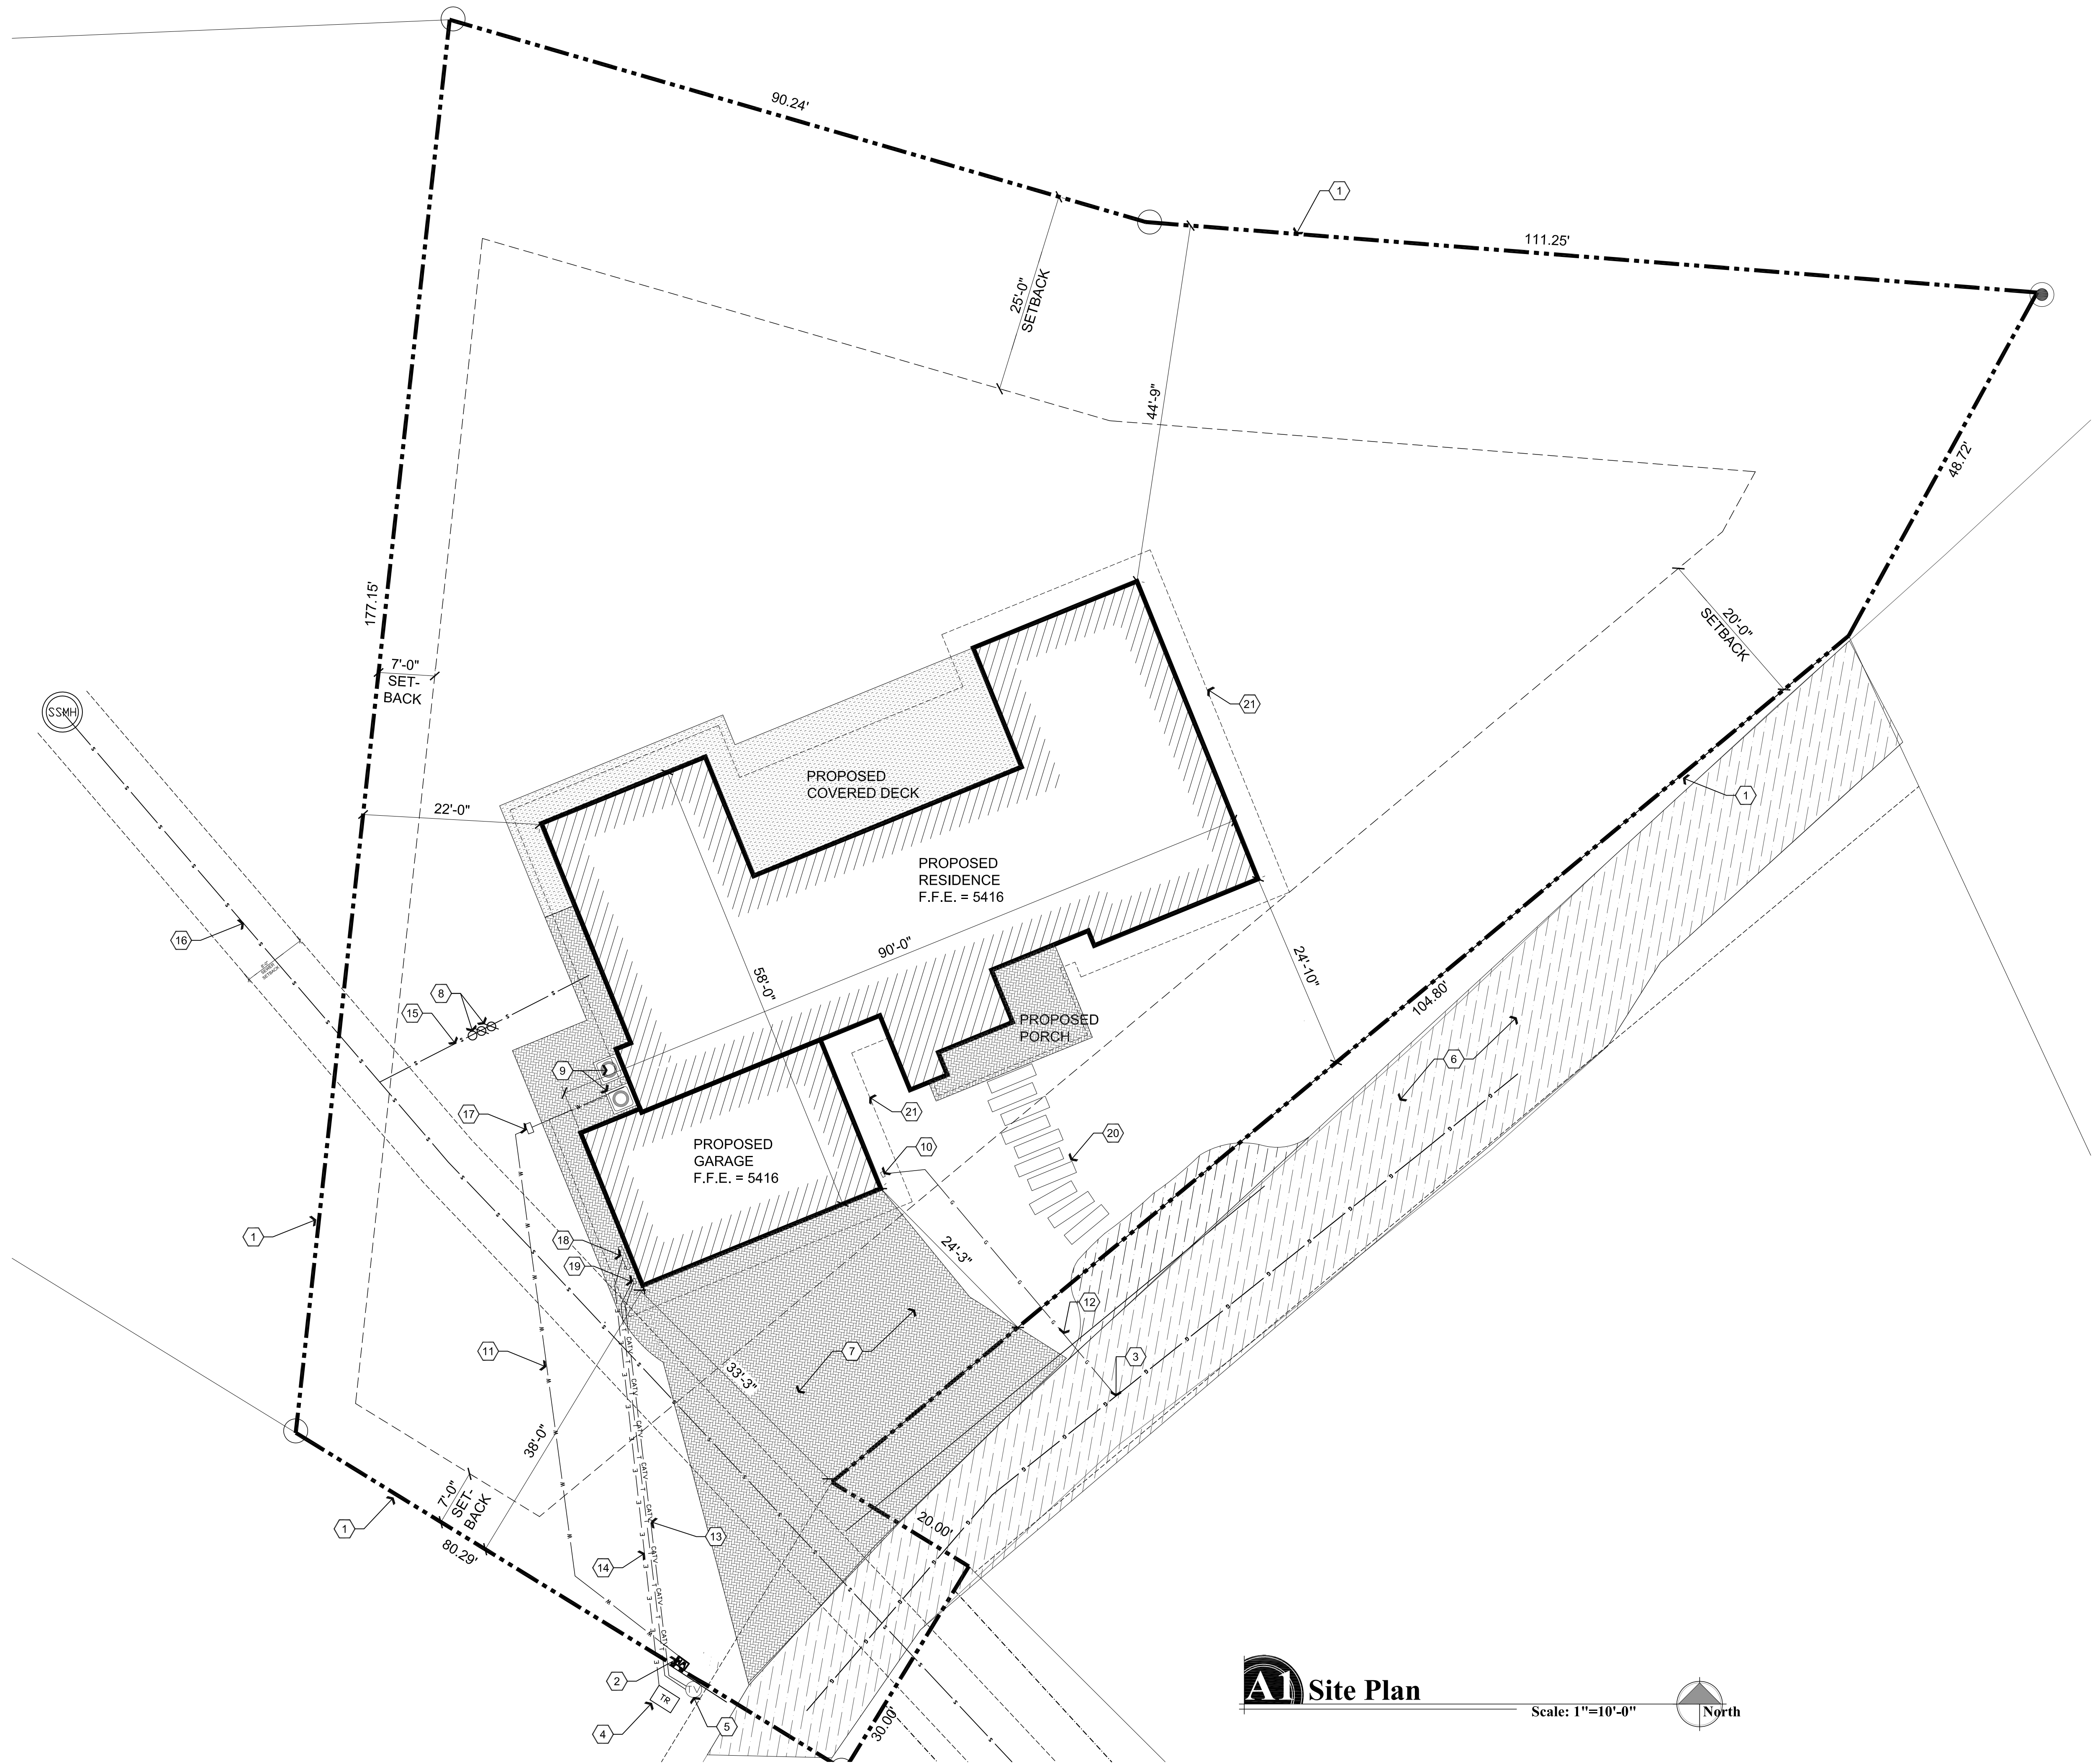 90.24'
1
111.25'
25'-0"
SETBACK
44'-9"
48.72'
177.15'
20'-0"
SETBACK
7'-0"
SET-
BACK
21
SSMH
PROPOSED
COVERED DECK
1
22'-0"
PROPOSED
RESIDENCE
F.F.E. = 5416
16
90'-0"
24'-10"
58'-0"
8
15
104.80'
PROPOSED
PORCH
6
9
17
21
20
PROPOSED
GARAGE
F.F.E. = 5416
10
1
18
24'-3"
19
12
11
7
3
33'-3"
38'-0"
7'-0"
SET-
BACK
1
80.29'
13
20.00'
14
CATV
T
2
TV
TR
4
5
30.00'
A1 Site Plan
Scale: 1"=10'-0"
North